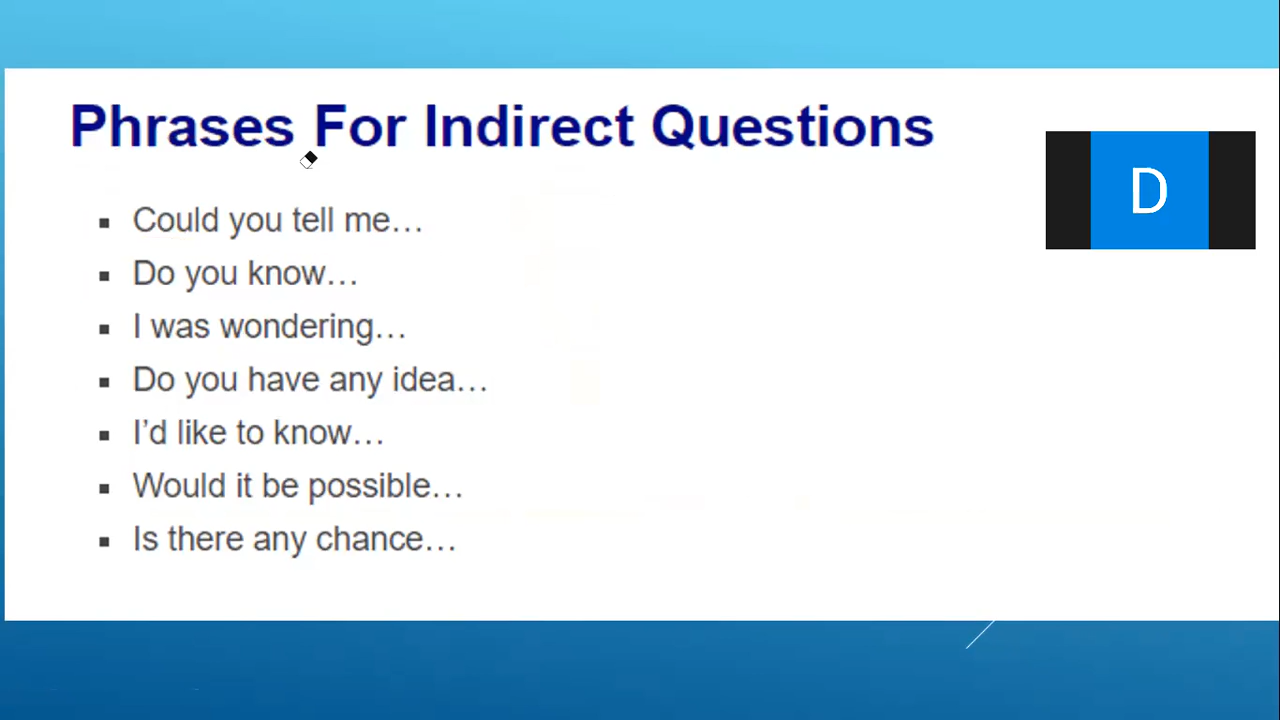 Phrases For Indirect Questions
D
▪ Could you tell me…
▪ Do you know…
▪ I was wondering…
▪ Do you have any idea…
▪ I’d like to know…
▪ Would it be possible…
▪ Is there any chance…